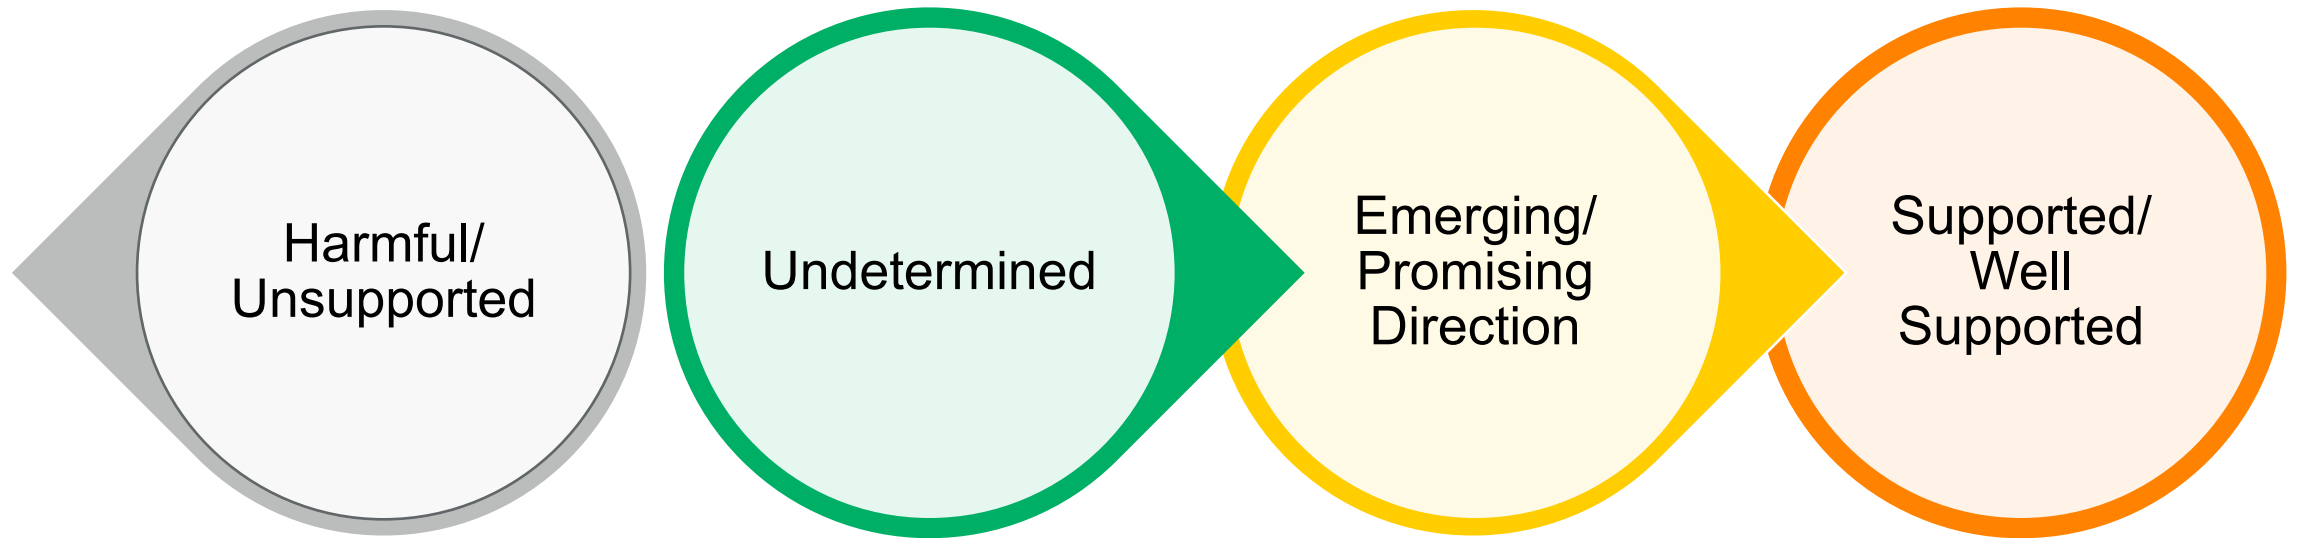 Harmful/
Unsupported
Undetermined
Emerging/
Promising
Direction
Supported/
Well
Supported